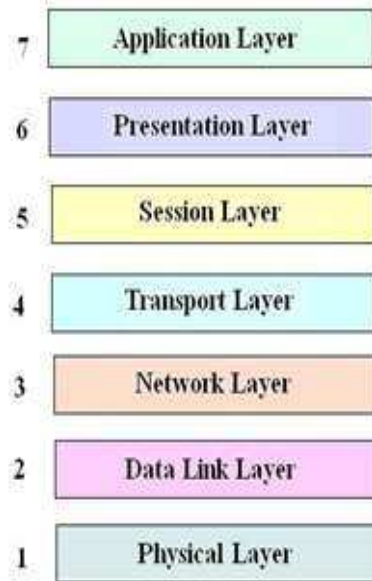 7 Application Layer
6 Presentation Layer
5 Session Layer
4 Transport Layer
3 Network Layer
2 Data Link Layer
1 Physical Layer